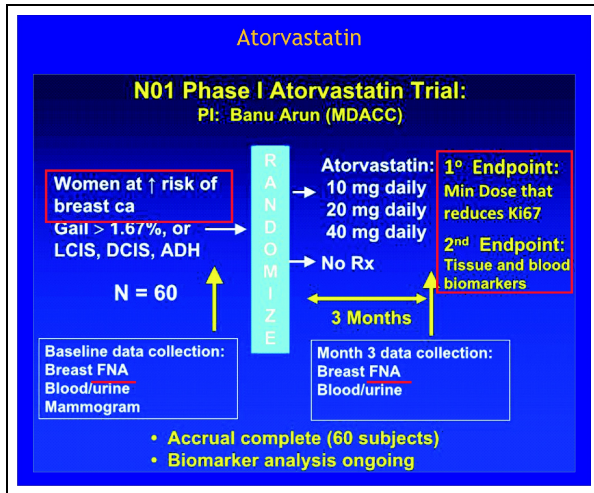 Atorvastatin
N01 Phase I Atorvastatin Trial:
PI: Banu Arun (MDACC)
Women at ↑ risk of
breast ca
Gail > 1.67%, or
LCIS, DCIS, ADH
N = 60
RANDOMIZE
Atorvastatin:
10 mg daily
20 mg daily
40 mg daily
No Rx
3 Months
1º Endpoint:
Min Dose that
reduces Ki67
2nd Endpoint:
Tissue and blood
biomarkers
Baseline data collection:
Breast FNA
Blood/urine
Mammogram
Month 3 data collection:
Breast FNA
Blood/urine
• Accrual complete (60 subjects)
• Biomarker analysis ongoing